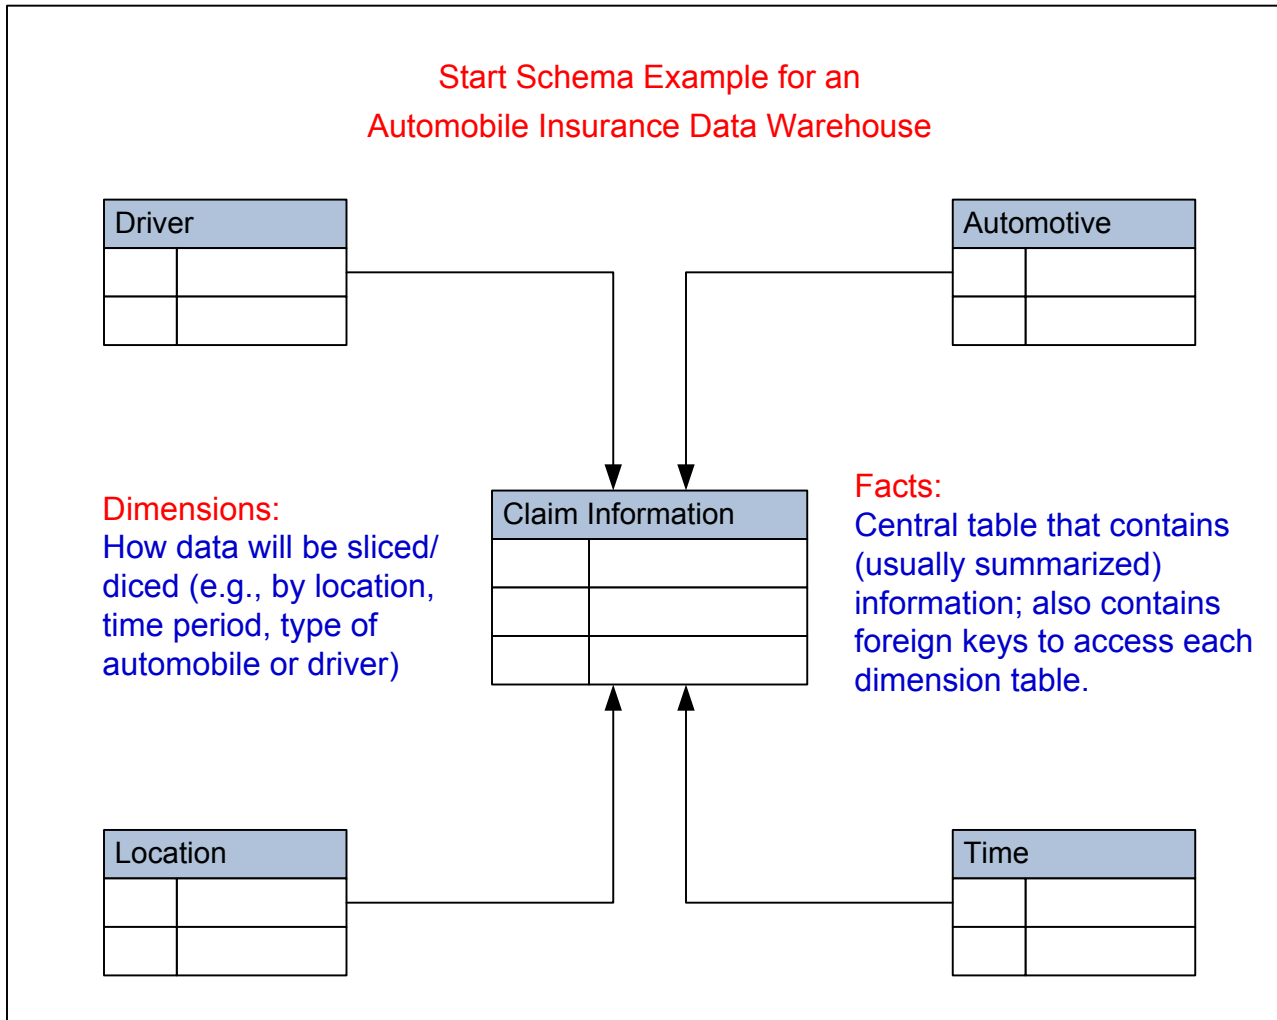 Start Schema Example for an
Automobile Insurance Data Warehouse
Driver
Automotive
Dimensions:
How data will be sliced/
diced (e.g., by location,
time period, type of
automobile or driver)
Claim Information
Facts:
Central table that contains
(usually summarized)
information; also contains
foreign keys to access each
dimension table.
Location
Time